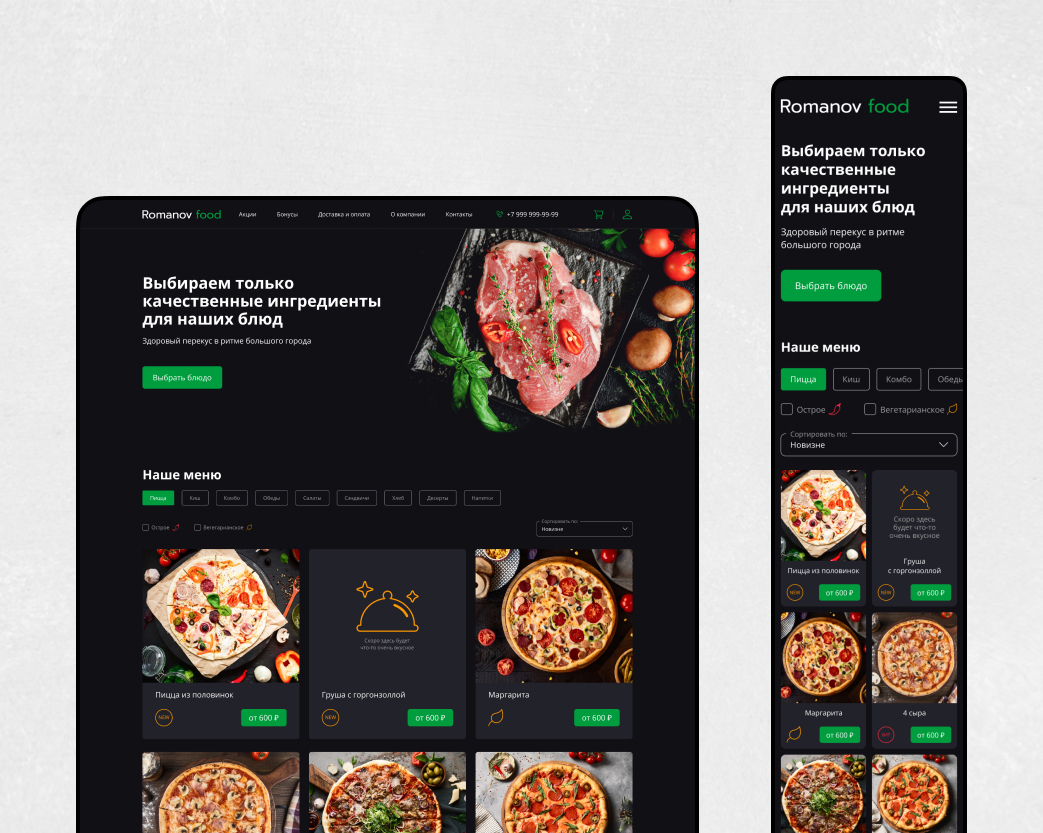 Romanov food
Акции
Бонусы
Доставка и оплата
О компании
Контакты
+7 999 999-99-99
Выбираем только
качественные ингредиенты
для наших блюд
Здоровый перекус в ритме большого города
Выбрать блюдо
Наше меню
Пицца
Киш
Комбо
Обеды
Салаты
Сэндвичи
Хлеб
Десерты
Напитки
Острое
Вегетарианское
Сортировать по:
Новизне
Скоро здесь будет
что-то очень вкусное
Пицца из половинок
NEW
от 600 ₽
Груша с горгонзоллой
NEW
от 600 ₽
Маргарита
от 600 ₽
Romanov food
Выбираем только
качественные
ингредиенты
для наших блюд
Здоровый перекус в ритме
большого города
Выбрать блюдо
Наше меню
Пицца
Киш
Комбо
Обеды
Острое
Вегетарианское
Сортировать по:
Новизне
Скоро здесь
будет что-то
очень вкусное
Пицца из половинок
NEW
от 600 ₽
Груша
с горгонзоллой
NEW
от 600 ₽
Маргарита
от 600 ₽
4 сыра
от 600 ₽